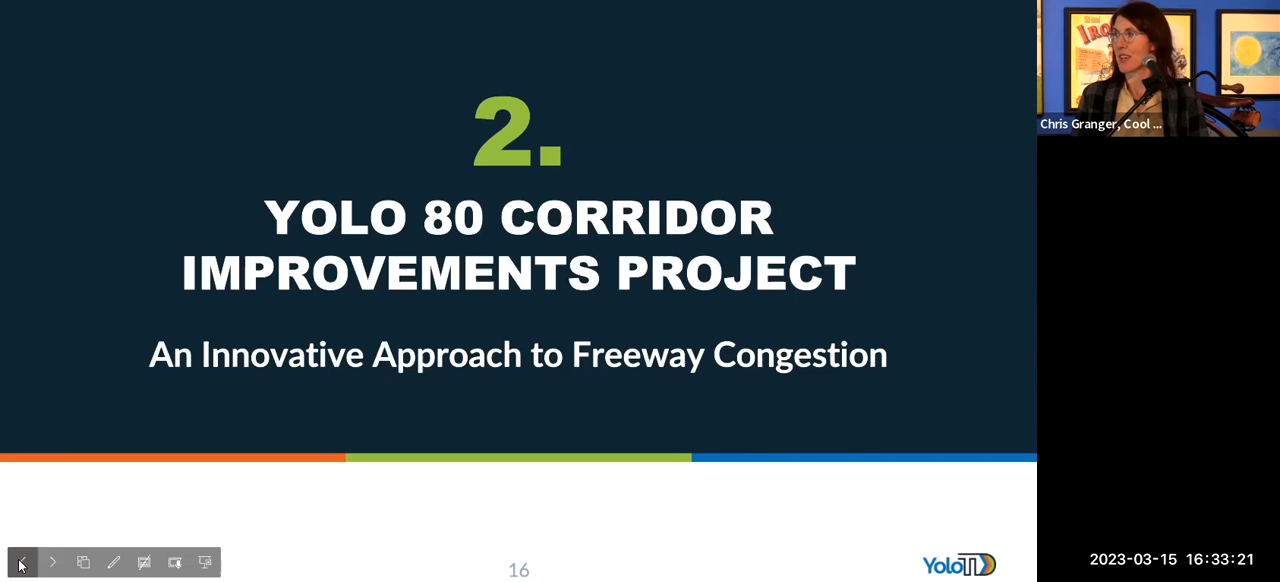 2.
YOLO 80 CORRIDOR
IMPROVEMENTS PROJECT
An Innovative Approach to Freeway Congestion
16
YoloTD
Chris Granger, Cool ...
2023-03-15 16:33:21